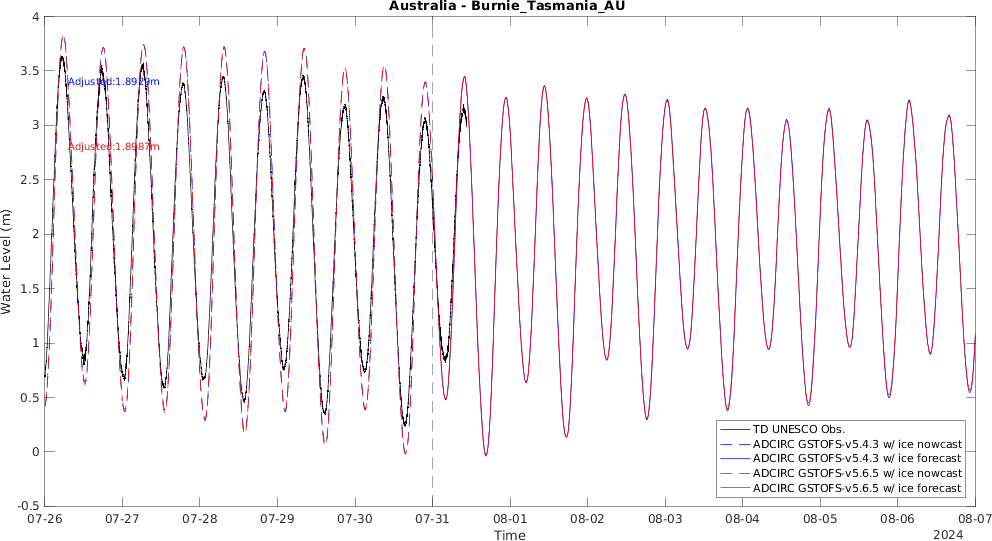 Australia - Burnie_Tasmania_AU
4
3.5
3
2.5
2
1.5
1
0.5
0
-0.5
Water Level (m)
Adjusted:1.8929m
Adjusted:1.8987m
TD UNESCO Obs.
ADCIRC GSTOFS-v5.4.3 w/ ice nowcast
ADCIRC GSTOFS-v5.4.3 w/ ice forecast
ADCIRC GSTOFS-v5.6.5 w/ ice nowcast
ADCIRC GSTOFS-v5.6.5 w/ ice forecast
07-26 07-27 07-28 07-29 07-30 07-31 08-01 08-02 08-03 08-04 08-05 08-06 08-07
Time
2024